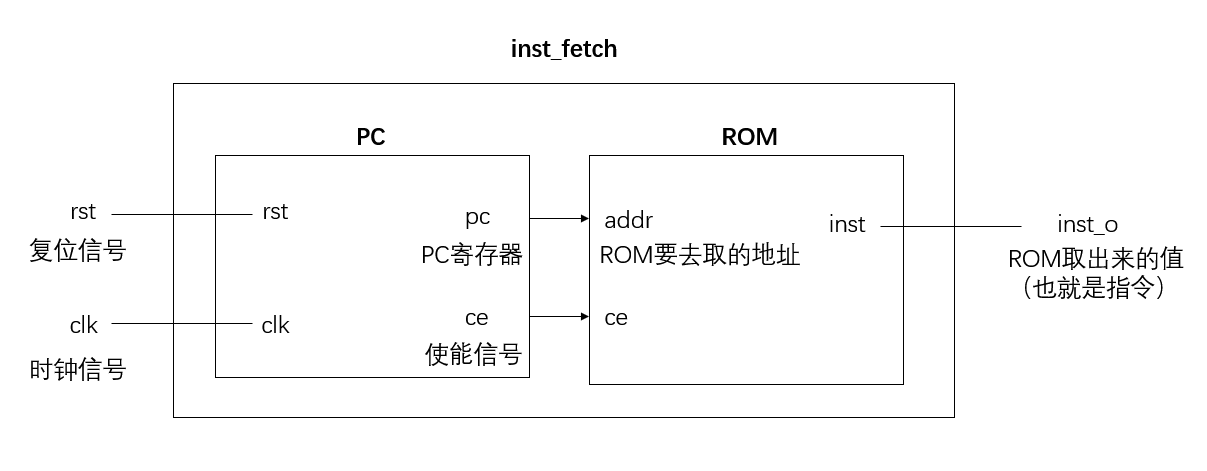 inst_fetch
PC
ROM
rst
复位信号
rst
pc
PC寄存器
addr
ROM要去取的地址
inst
inst_o
ROM取出来的值
（也就是指令）
clk
时钟信号
clk
ce
使能信号
ce